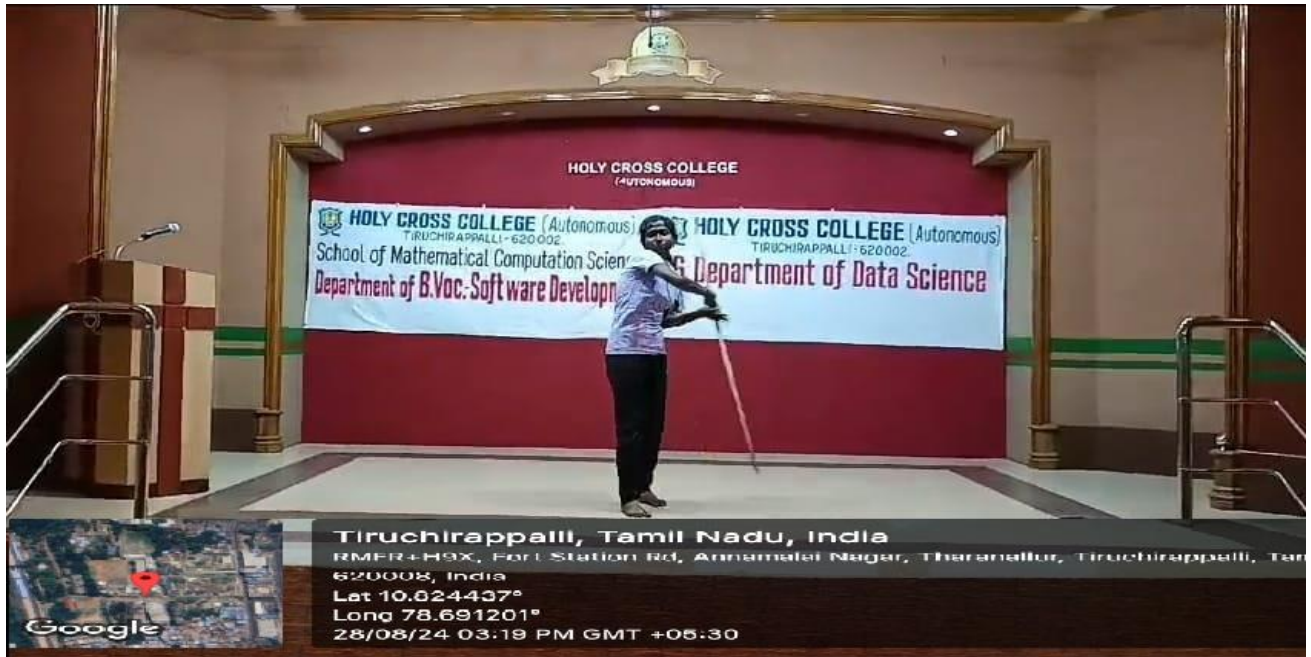 HOLY CROSS COLLEGE
(AUTONOMOUS)
HOLY CROSS COLLEGE (Autonomous)
TIRUCHIRAPPALLI-620002.
School of Mathematical Computation
Department of B.Voc.-Software
HOLY CROSS COLLEGE (Autonomous)
TIRUCHIRAPPALLI-620002.
Department of Data Science
Tiruchirappalli, Tamil Nadu, India
RMFR+H9X, Fort Station Rd, Annamalai Nagar, Tharanallur, Tiruchirappalli,
620008, India
Lat 10.824437°
Long 78.691201°
28/08/24 03:19 PM GMT +05:30
Google